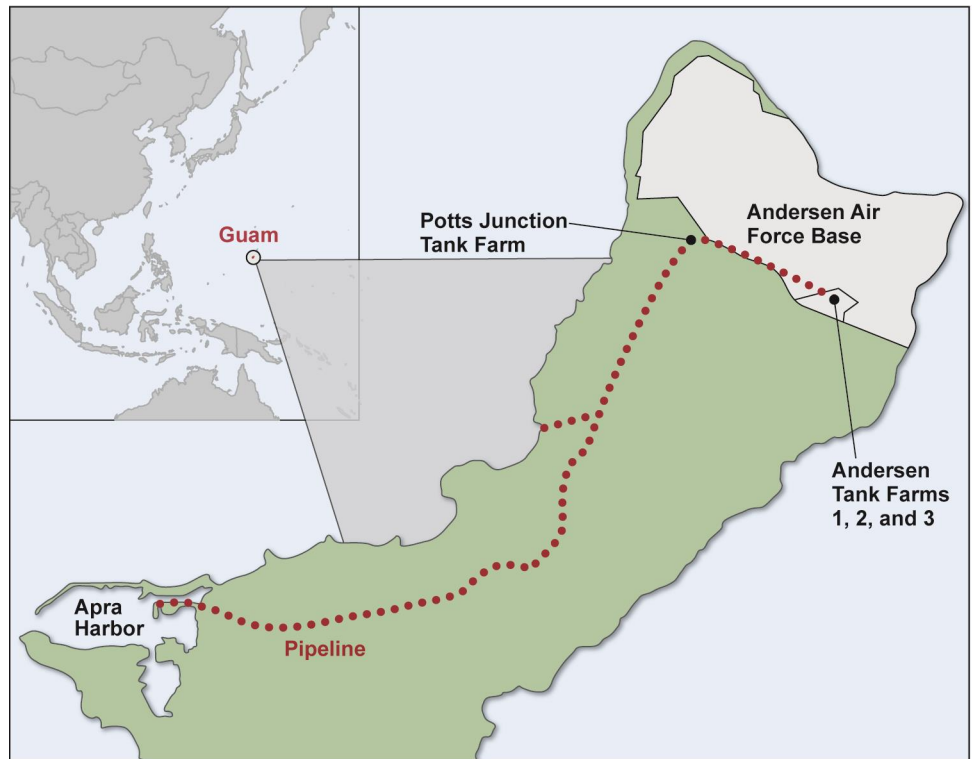 Guam
Potts Junction
Tank Farm
Andersen Air
Force Base
Andersen
Tank Farms
1, 2, and 3
Apra
Harbor
Pipeline